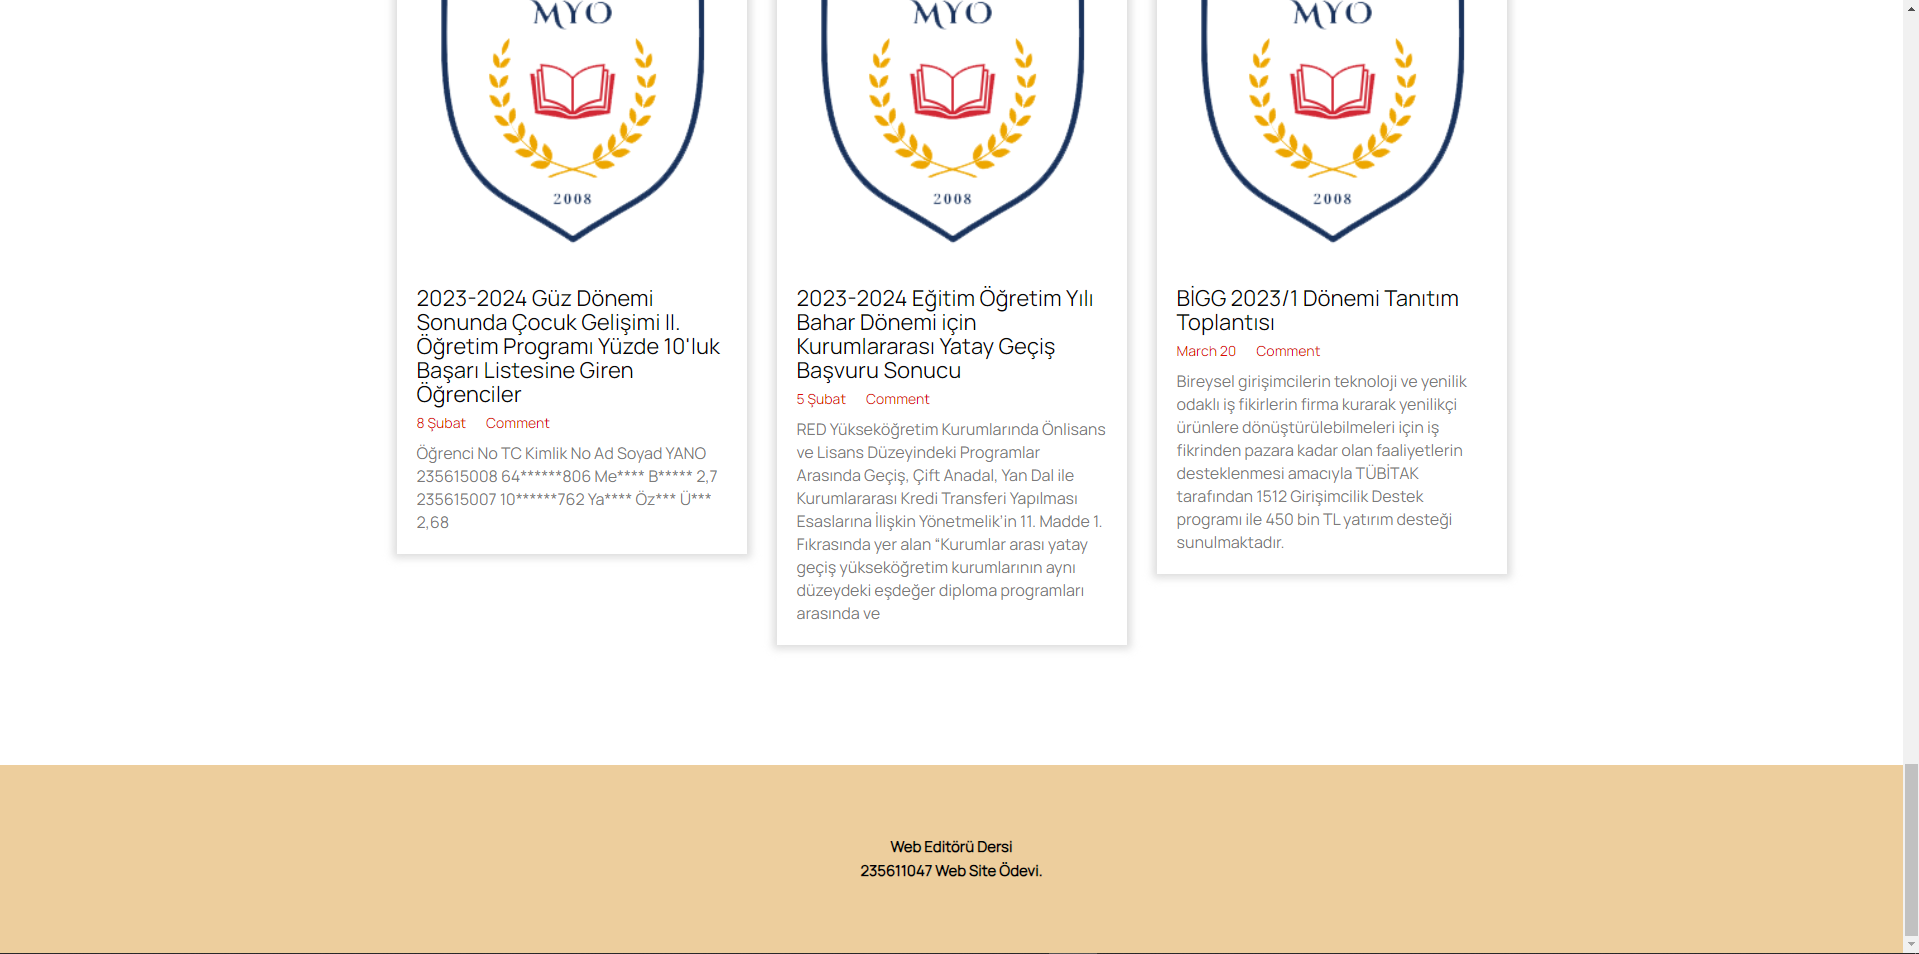 MYO
2008
2023-2024 Güz Dönemi
Sonunda Çocuk Gelişimi II.
Öğretim Programı Yüzde 10'luk
Başarı Listesine Giren
Öğrenciler
8 Şubat Comment
Öğrenci No TC Kimlik No Ad Soyad YANO
235615008 64******806 Me**** B***** 2,7
235615007 10******762 Ya**** Öz*** Ü***
2,68
MYO
2008
2023-2024 Eğitim Öğretim Yılı
Bahar Dönemi için
Kurumlararası Yatay Geçiş
Başvuru Sonucu
5 Şubat Comment
RED Yükseköğretim Kurumlarında Önlisans
ve Lisans Düzeyindeki Programlar
Arasında Geçiş, Çift Anadal, Yan Dal ile
Kurumlararası Kredi Transferi Yapılması
Esaslarına İlişkin Yönetmelik'in 11. Madde 1.
Fıkrasında yer alan “Kurumlar arası yatay
geçiş yükseköğretim kurumlarının aynı
düzeydeki eşdeğer diploma programları
arasında ve
MYO
2008
BİGG 2023/1 Dönemi Tanıtım
Toplantısı
March 20 Comment
Bireysel girişimcilerin teknoloji ve yenilik
odaklı iş fikirlerin firma kurarak yenilikçi
ürünlere dönüştürülebilmeleri için iş
fikrinden pazara kadar olan faaliyetlerin
desteklenmesi amacıyla TÜBİTAK
tarafından 1512 Girişimcilik Destek
programı ile 450 bin TL yatırım desteği
sunulmaktadır.
Web Editörü Dersi
235611047 Web Site Ödevi.